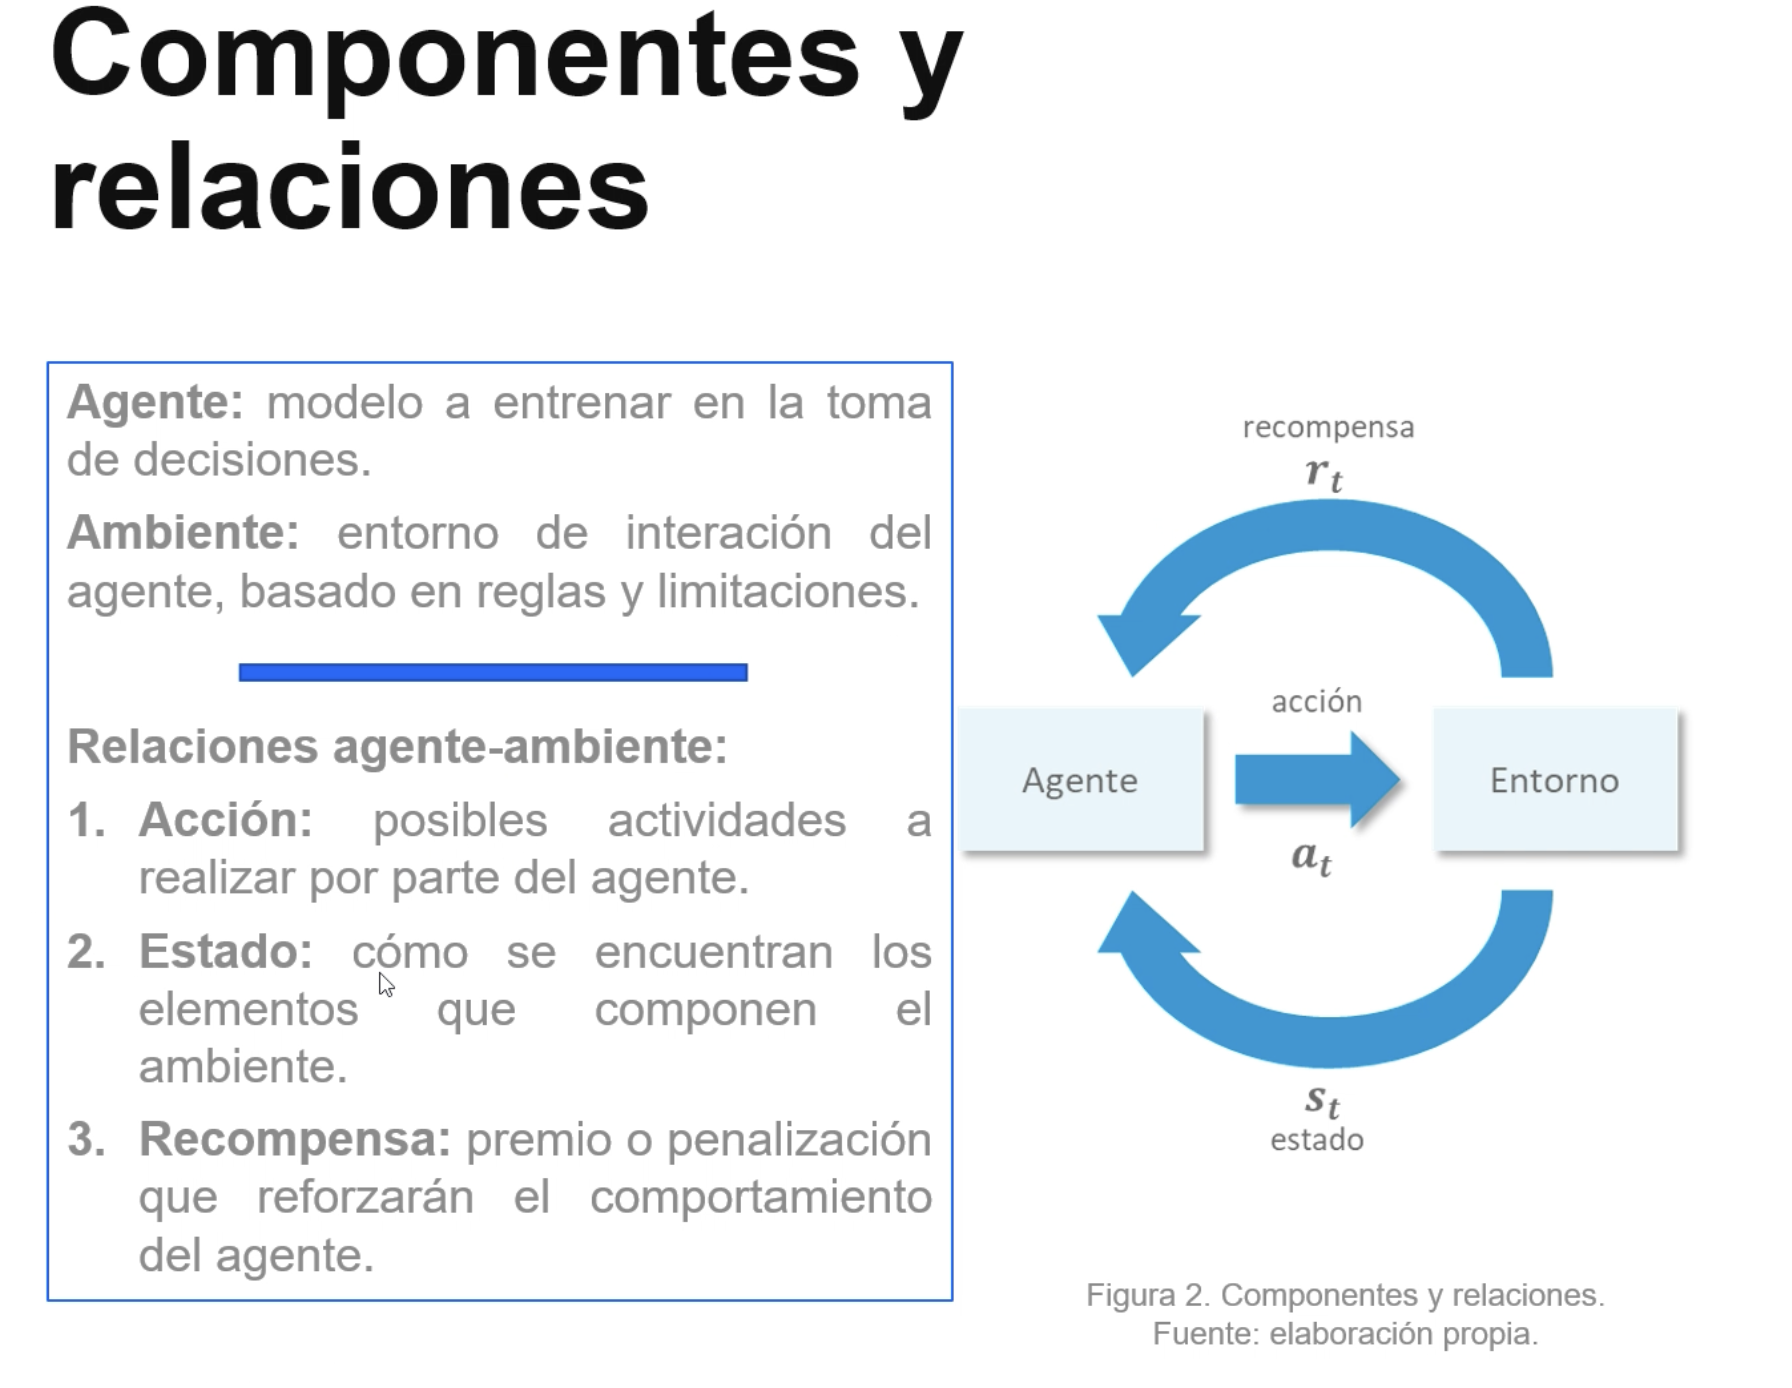 Componentes y
relaciones
Agente: modelo a entrenar en la toma
de decisiones.
Ambiente: entorno de interación del
agente, basado en reglas y limitaciones.
Relaciones agente-ambiente:
1. Acción: posibles actividades a
realizar por parte del agente.
2. Estado: cómo se encuentran los
elementos que componen el
ambiente.
3. Recompensa: premio o penalización
que reforzarán el comportamiento
del agente.
recompensa
r_t
acción
Agente
Entorno
a_t
s_t
estado
Figura 2. Componentes y relaciones.
Fuente: elaboración propia.